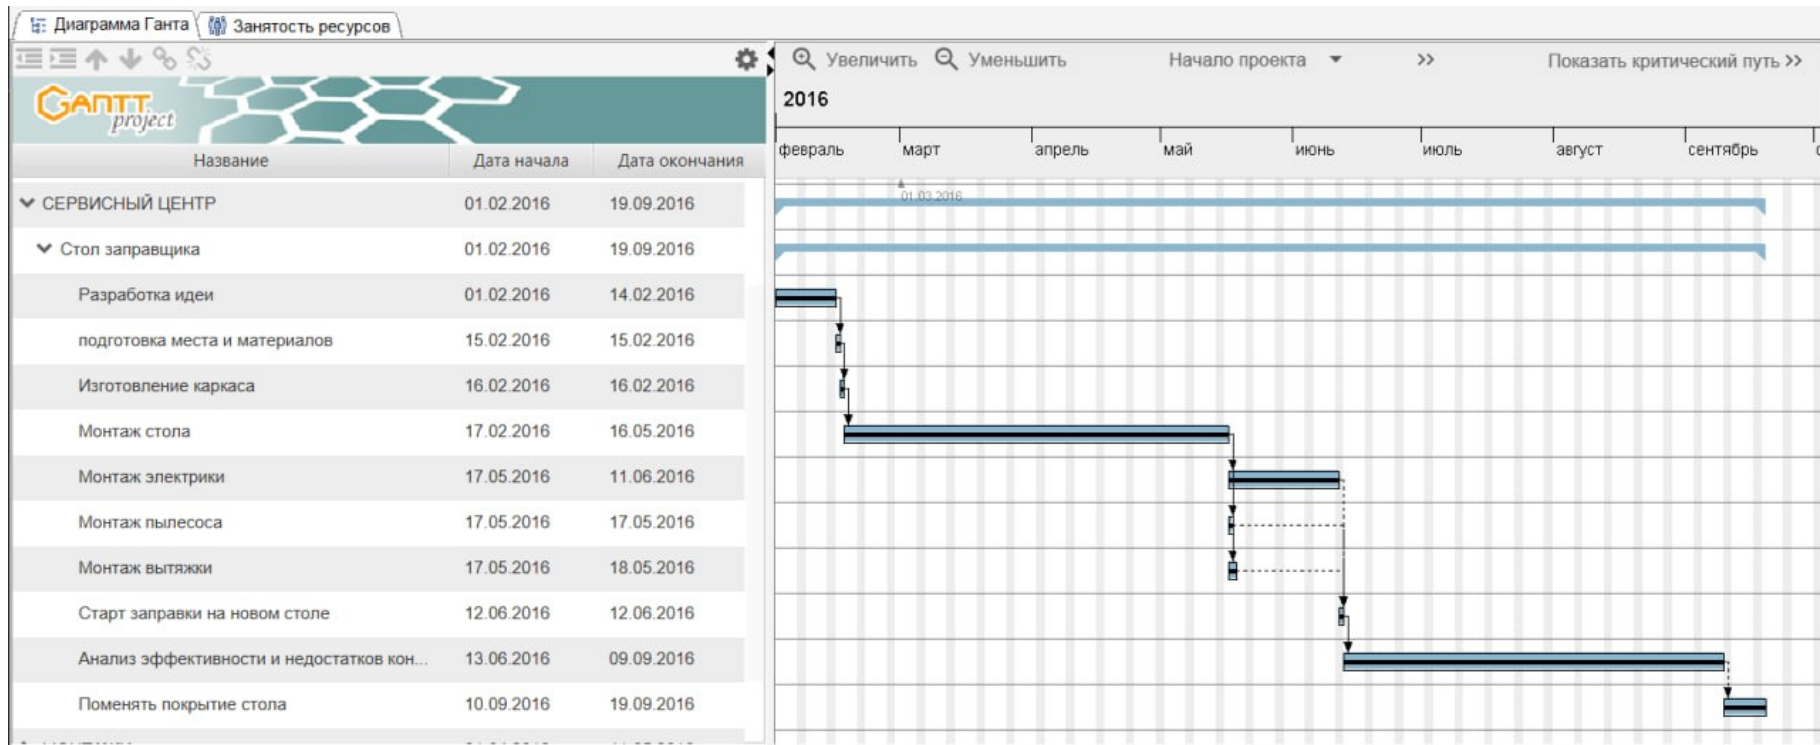 Диаграмма Ганта Занятость ресурсов
Увеличить Уменьшить Начало проекта >> Показать критический путь >>
GANTT
project
2016
Название Дата начала Дата окончания
февраль март апрель май июнь июль август сентябрь
01.03.2016
СЕРВИСНЫЙ ЦЕНТР 01.02.2016 19.09.2016
Стол заправщика 01.02.2016 19.09.2016
Разработка идеи 01.02.2016 14.02.2016
подготовка места и материалов 15.02.2016 15.02.2016
Изготовление каркаса 16.02.2016 16.02.2016
Монтаж стола 17.02.2016 16.05.2016
Монтаж электрики 17.05.2016 11.06.2016
Монтаж пылесоса 17.05.2016 17.05.2016
Монтаж вытяжки 17.05.2016 18.05.2016
Старт заправки на новом столе 12.06.2016 12.06.2016
Анализ эффективности и недостатков кон... 13.06.2016 09.09.2016
Поменять покрытие стола 10.09.2016 19.09.2016